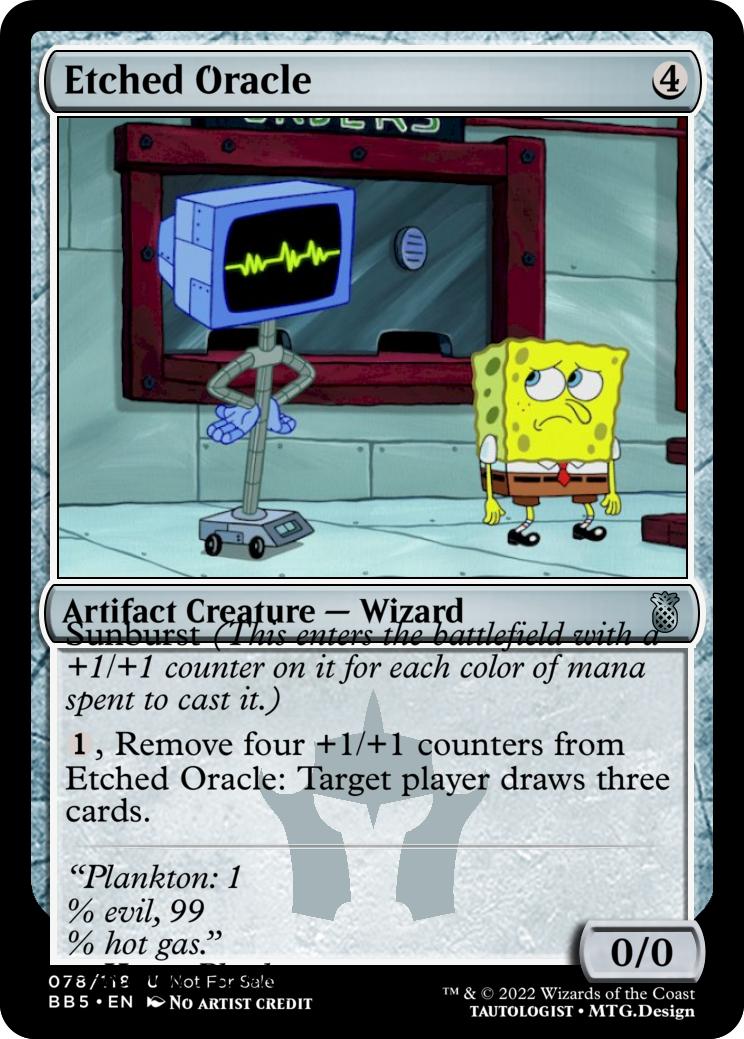 Etched Oracle
4
ORDERS
Artifact Creature — Wizard
Sunburst (This enters the battlefield with a
+1/+1 counter on it for each color of mana
spent to cast it.)
1, Remove four +1/+1 counters from
Etched Oracle: Target player draws three
cards.
“Plankton: 1
% evil, 99
% hot gas.”
0/0
078/118 U Not For Sale
BB5 • EN No artist credit
™ & © 2022 Wizards of the Coast
TAUTOLOGIST • MTG.Design